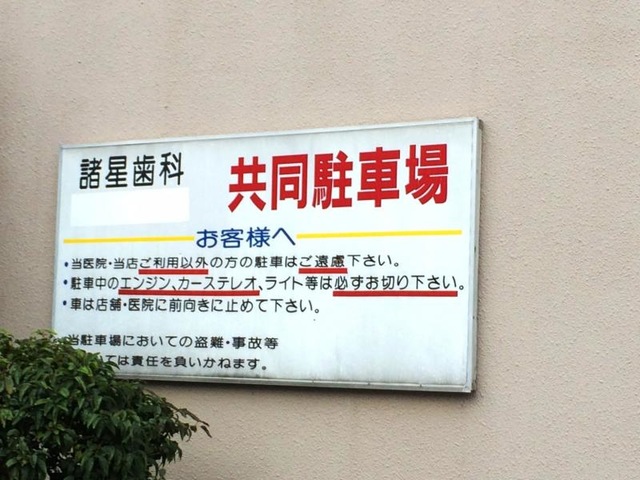 諸星歯科
共同駐車場
お客様へ
・当医院・当店ご利用以外の方の駐車はご遠慮下さい。
・駐車中のエンジン、カーステレオ、ライト等は必ずお切り下さい。
・車は店舗・医院に前向きに止めて下さい。
当駐車場においての盗難・事故等
ては責任を負いかねます。